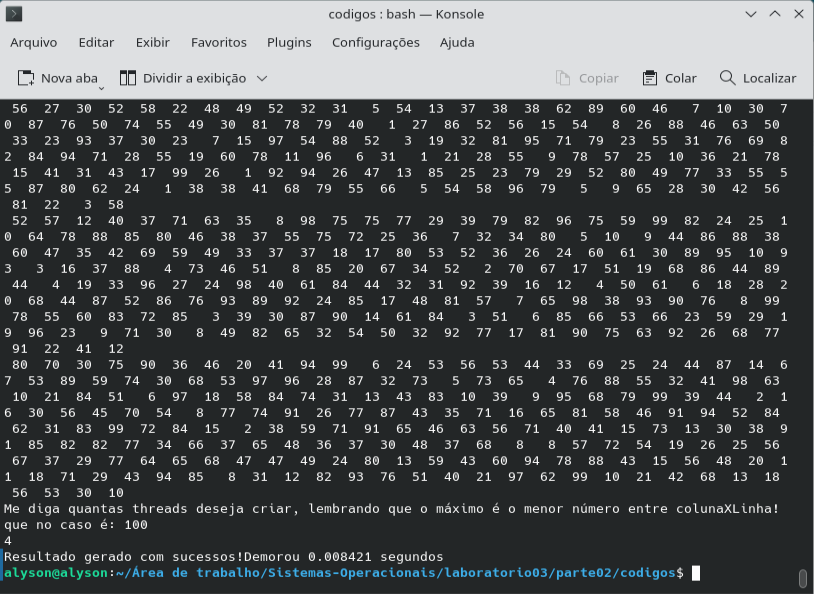 codigos : bash — Konsole
Arquivo Editar Exibir Favoritos Plugins Configurações Ajuda
Nova aba Dividir a exibição Copiar Colar Localizar
56 27 30 52 58 22 48 49 52 32 31 5 54 13 37 38 38 62 89 60 46 7 10 30 7
0 87 76 50 74 55 49 30 81 78 79 40 1 27 86 52 56 15 54 8 26 88 46 63 50
33 23 93 37 30 23 7 15 97 54 88 52 3 19 32 81 95 71 79 23 55 31 76 69 8
2 84 94 71 28 55 19 60 78 11 96 6 31 1 21 28 55 9 78 57 25 10 36 21 78
15 41 31 43 17 99 26 1 92 94 26 47 13 85 25 23 79 29 52 80 49 77 33 55 5
5 87 80 62 24 1 38 38 41 68 79 55 66 5 54 58 96 79 5 9 65 28 30 42 56
81 22 3 58
52 57 12 40 37 71 63 35 8 98 75 75 77 29 39 79 82 96 75 59 99 82 24 25 1
0 64 78 88 85 80 46 38 37 55 75 72 25 36 7 32 34 80 5 10 9 44 86 88 38
60 47 35 42 69 59 49 33 37 37 18 17 80 53 52 36 26 24 60 61 30 89 95 10 9
3 3 16 37 88 4 73 46 51 8 85 20 67 34 52 2 70 67 17 51 19 68 86 44 89
44 4 19 33 96 27 24 98 40 61 84 44 32 31 92 39 16 12 4 50 61 6 18 28 2
0 68 44 87 52 86 76 93 89 92 24 85 17 48 81 57 7 65 98 38 93 90 76 8 99
78 55 60 83 72 85 3 39 30 87 90 14 61 84 3 51 6 85 66 53 66 23 59 29 1
9 96 23 9 71 30 8 49 82 65 32 54 50 32 92 77 17 81 90 75 63 92 26 68 77
91 22 41 12
80 70 30 75 90 36 46 20 41 94 99 6 24 53 56 53 44 33 69 25 24 44 87 14 6
7 53 89 59 74 30 68 53 97 96 28 87 32 73 5 73 65 4 76 88 55 32 41 98 63
10 21 84 51 6 97 18 58 84 74 31 13 43 83 10 39 9 95 68 79 99 39 44 2 1
6 30 56 45 70 54 8 77 74 91 26 77 87 43 35 71 16 65 81 58 46 91 94 52 84
62 31 83 99 72 84 15 2 38 59 71 91 65 46 63 56 71 40 41 15 73 13 30 38 9
1 85 82 82 77 34 66 37 65 48 36 37 30 48 37 68 8 8 57 72 54 19 26 25 56
67 37 29 77 64 65 68 47 47 49 24 80 13 59 43 60 94 78 88 43 15 56 48 20 1
1 18 71 29 43 94 85 8 31 12 82 93 76 51 40 21 97 62 99 10 21 42 68 13 18
56 53 30 10
Me diga quantas threads deseja criar, lembrando que o máximo é o menor número entre colunaXLinha!
que no caso é: 100
4
Resultado gerado com sucessos!Demorou 0.008421 segundos
alyson@alyson:~/Área de trabalho/Sistemas-Operacionais/laboratorio03/parte02/codigos$